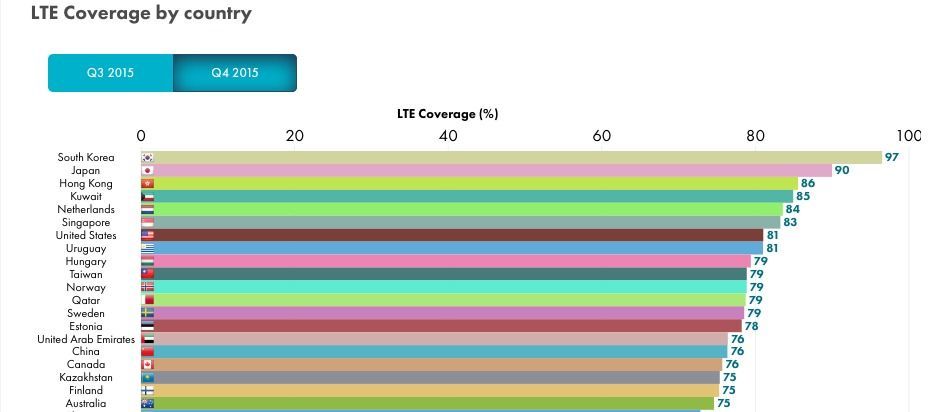 LTE Coverage by country
Q3 2015 Q4 2015
LTE Coverage (%)
0 20 40 60 80 100
South Korea 97
Japan 90
Hong Kong 86
Kuwait 85
Netherlands 84
Singapore 83
United States 81
Uruguay 81
Hungary 79
Taiwan 79
Norway 79
Qatar 79
Sweden 79
Estonia 78
United Arab Emirates 76
China 76
Canada 76
Kazakhstan 75
Finland 75
Australia 75